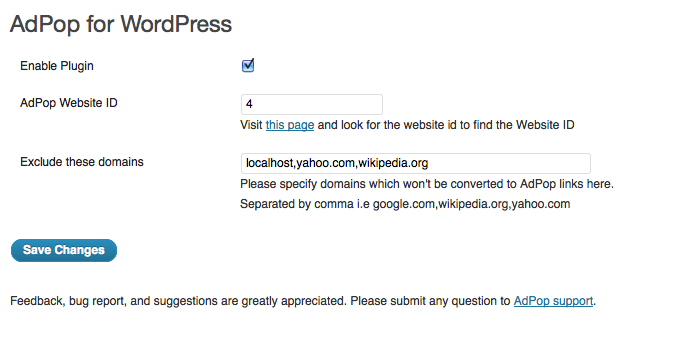 AdPop for WordPress
Enable Plugin
AdPop Website ID
4
Visit this page and look for the website id to find the Website ID
Exclude these domains
localhost,yahoo.com,wikipedia.org
Please specify domains which won't be converted to AdPop links here.
Separated by comma i.e google.com,wikipedia.org,yahoo.com
Save Changes
Feedback, bug report, and suggestions are greatly appreciated. Please submit any question to AdPop support.